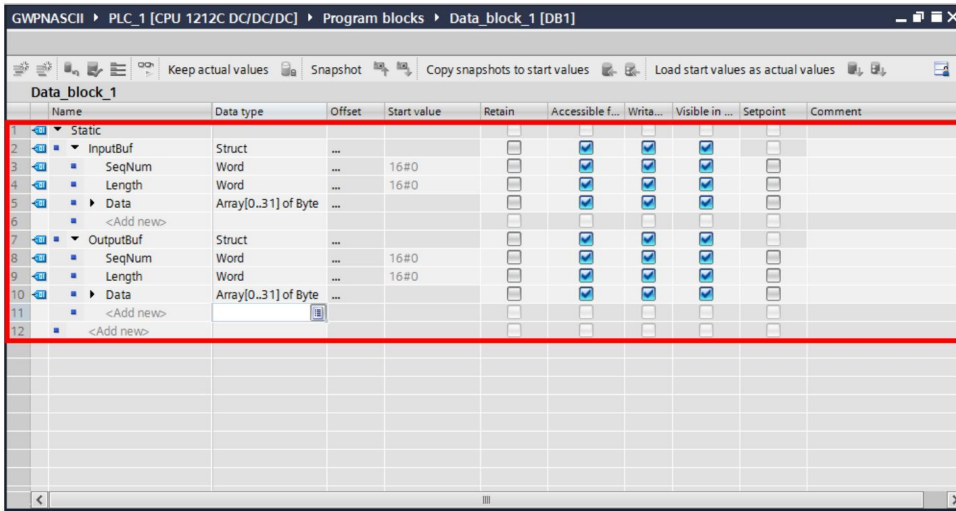 GWPNASCII ▸ PLC_1 [CPU 1212C DC/DC/DC] ▸ Program blocks ▸ Data_block_1 [DB1]
Keep actual values Snapshot Copy snapshots to start values Load start values as actual values
Data_block_1
Name Data type Offset Start value Retain Accessible f... Writa... Visible in ... Setpoint Comment
1 Static
2 InputBuf Struct ...
3 SeqNum Word ... 16#0
4 Length Word ... 16#0
5 Data Array[0..31] of Byte ...
6 <Add new>
7 OutputBuf Struct ...
8 SeqNum Word ... 16#0
9 Length Word ... 16#0
10 Data Array[0..31] of Byte ...
11 <Add new>
12 <Add new>